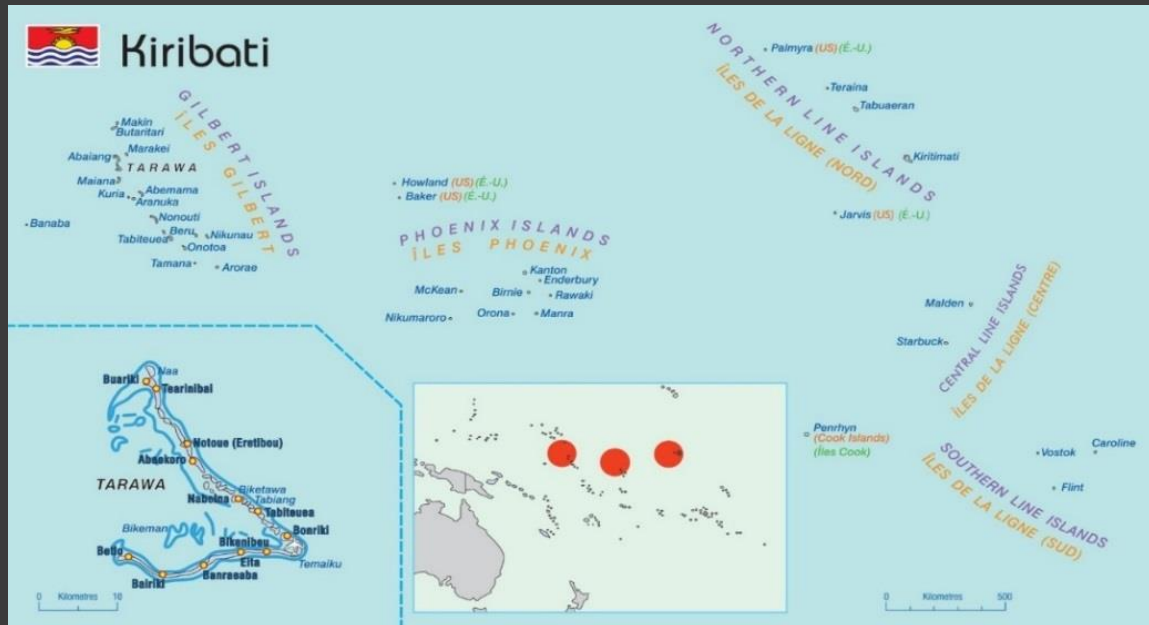 Kiribati
GILBERT ISLANDS
ÎLES GILBERT
Makin
Butaritari
Marakei
Abaiang
TARAWA
Maiana
Abemama
Kuria
Aranuka
Nonouti
Banaba
Beru
Nikunau
Tabiteuea
Onotoa
Tamana
Arorae
Howland (US) (É.-U.)
Baker (US) (É.-U.)
PHOENIX ISLANDS
ÎLES PHOENIX
Kanton
Enderbury
McKean
Birnie
Rawaki
Nikumaroro
Orona
Manra
NORTHERN LINE ISLANDS
ÎLES DE LA LIGNE (NORD)
Palmyra (US) (É.-U.)
Teraina
Tabuaeran
Kiritimati
Jarvis (US) (É.-U.)
CENTRAL LINE ISLANDS
ÎLES DE LA LIGNE (CENTRE)
Malden
Starbuck
Penrhyn
(Cook Islands)
(Îles Cook)
SOUTHERN LINE ISLANDS
ÎLES DE LA LIGNE (SUD)
Vostok
Caroline
Flint
Naa
Buariki
Tearinibai
Notoue (Eretibou)
Abaokoro
TARAWA
Biketawa
Nabeina
Tabiang
Tabiteuea
Bikeman
Bonriki
Betio
Bikenibeu
Eita
Temaiku
Banraeaba
Bairiki
0 Kilometres 10
0 Kilometres 500